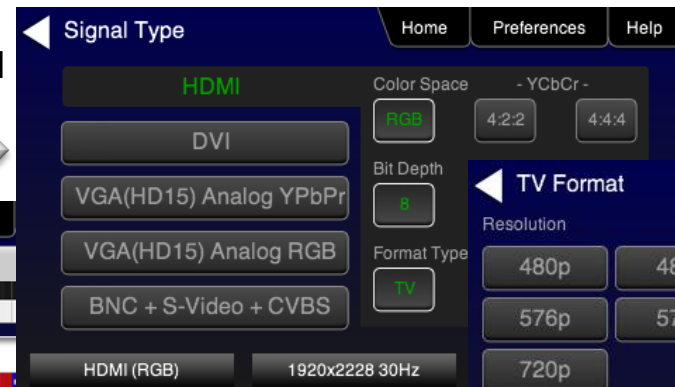 Signal Type
Home
Preferences
Help
HDMI
Color Space
- YCbCr -
RGB
4:2:2
4:4:4
DVI
Bit Depth
8
VGA(HD15) Analog YPbPr
TV Format
Resolution
VGA(HD15) Analog RGB
Format Type
TV
480p
48
BNC + S-Video + CVBS
576p
57
720p
HDMI (RGB)
1920x2228 30Hz